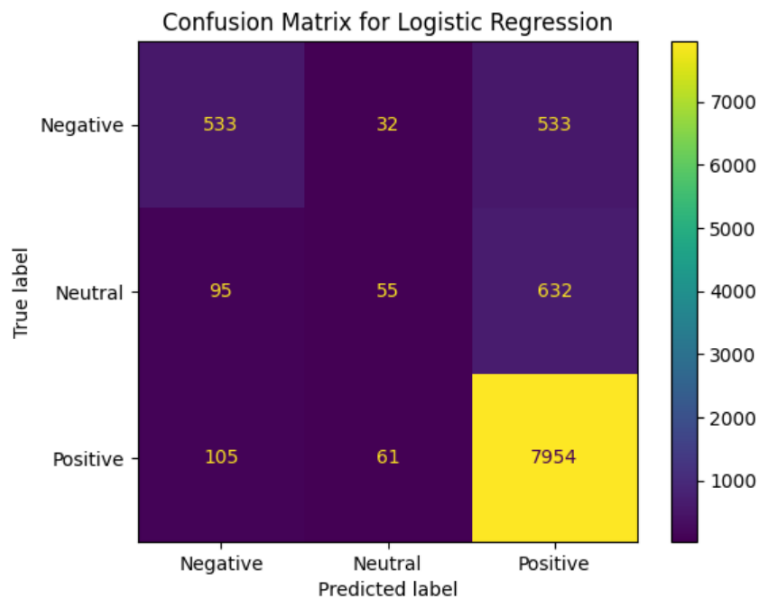 Confusion Matrix for Logistic Regression
Negative 533 32 533
Neutral 95 55 632
Positive 105 61 7954
Negative Neutral Positive
Predicted label
True label
7000
6000
5000
4000
3000
2000
1000